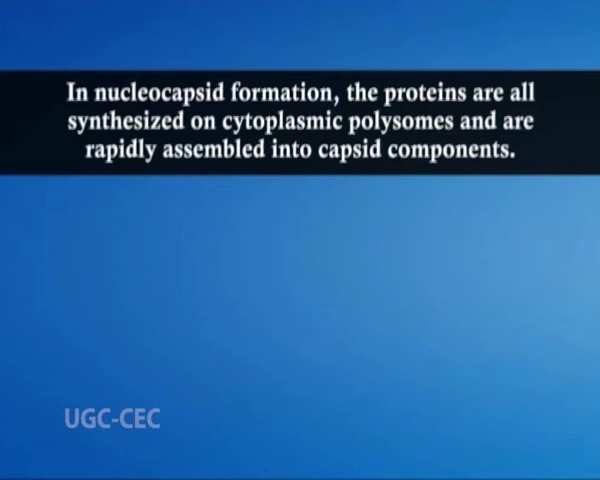 In nucleocapsid formation, the proteins are all
synthesized on cytoplasmic polysomes and are
rapidly assembled into capsid components.
UGC-CEC